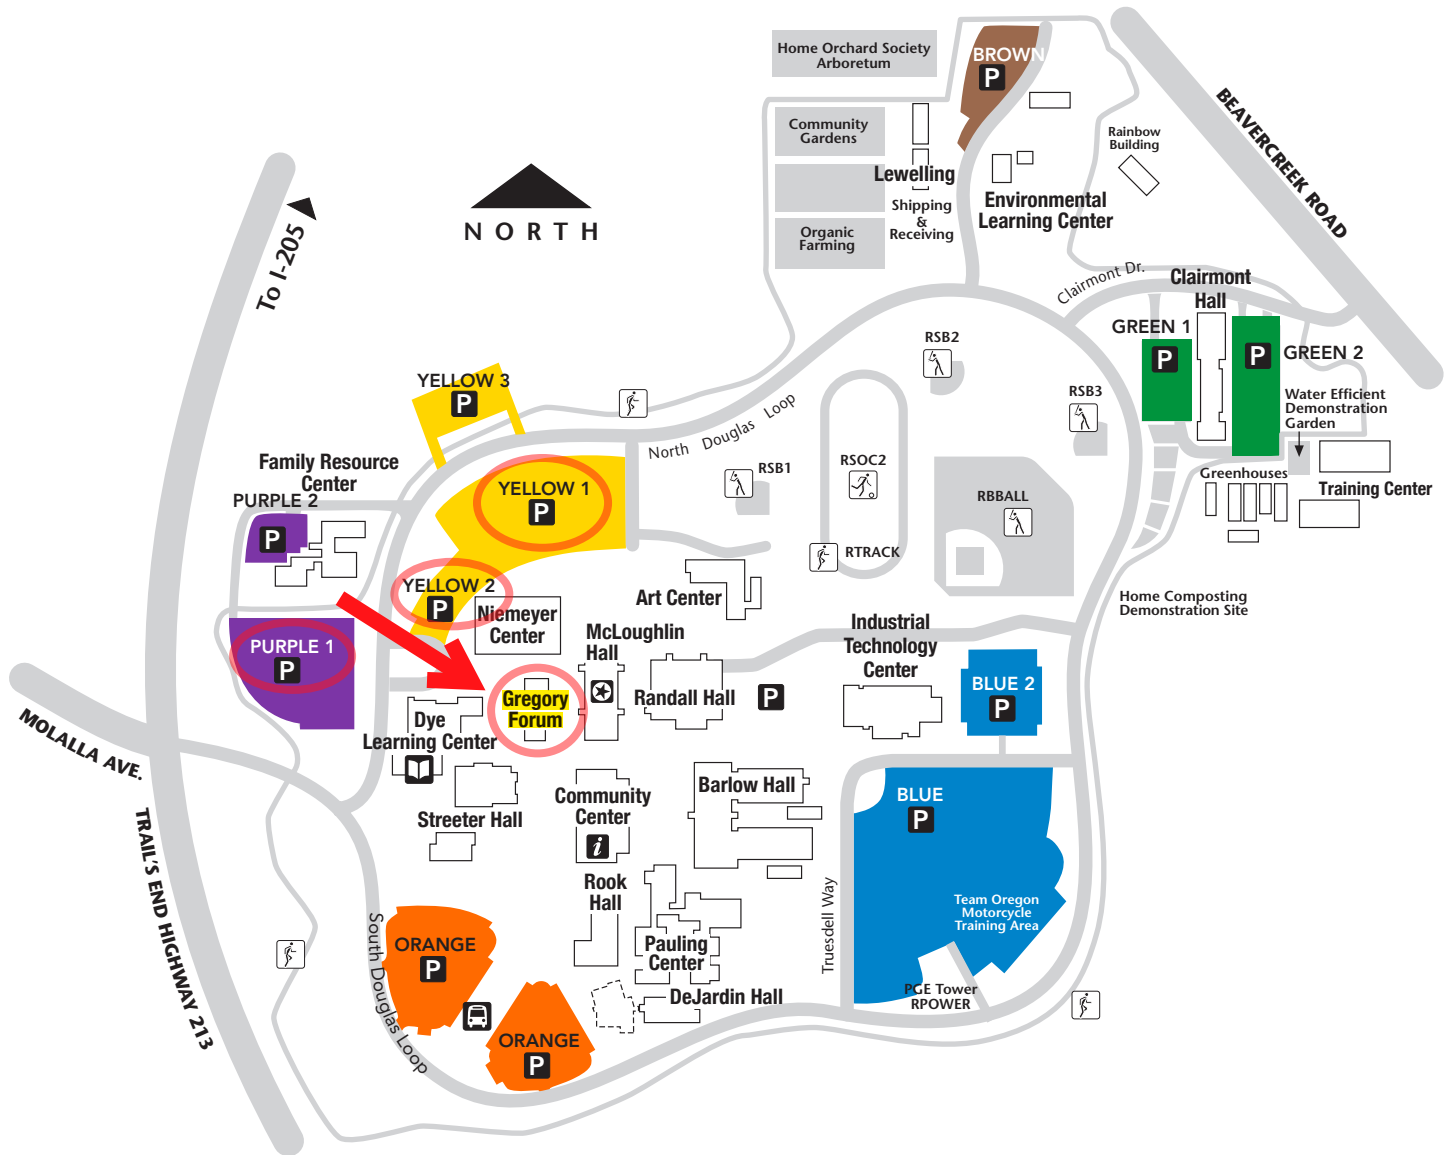 Home Orchard Society
Arboretum
BROWN
P
BEAVERCREEK ROAD
Community
Gardens
Rainbow
Building
Lewelling
Shipping
&
Receiving
Environmental
Learning Center
Organic
Farming
NORTH
To I-205
Clairmont Dr.
Clairmont
Hall
GREEN 1
P
GREEN 2
P
RSB2
RSB3
Water Efficient
Demonstration
Garden
YELLOW 3
P
North Douglas Loop
Family Resource
Center
PURPLE 2
P
YELLOW 1
P
RSB1
RSOC2
RBBALL
Greenhouses
Training Center
RTRACK
YELLOW 2
P
Niemeyer
Center
Art Center
Home Composting
Demonstration Site
McLoughlin
Hall
Industrial
Technology
Center
PURPLE 1
P
Gregory
Forum
Randall Hall
P
BLUE 2
P
MOLALLA AVE.
Dye
Learning Center
TRAIL'S END HIGHWAY 213
Streeter Hall
Community
Center
i
Barlow Hall
BLUE
P
Rook
Hall
Truesdell Way
Team Oregon
Motorcycle
Training Area
South Douglas Loop
ORANGE
P
Pauling
Center
DeJardin Hall
PGE Tower
RPOWER
ORANGE
P